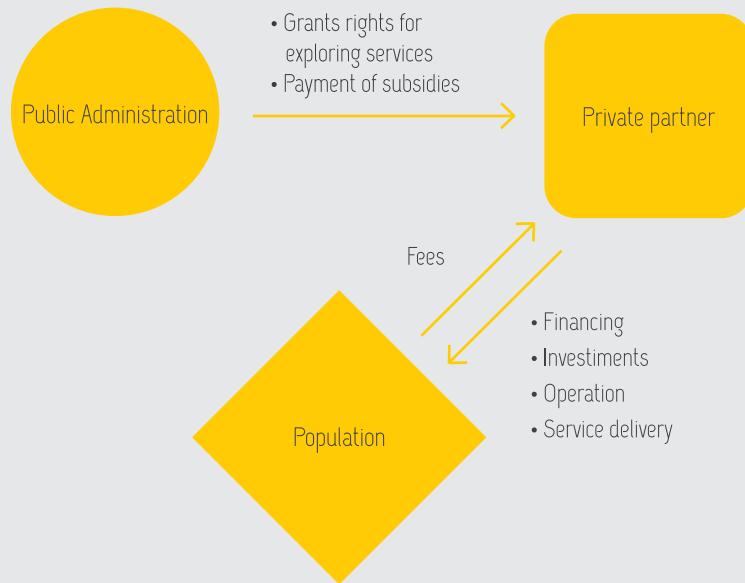 • Grants rights for
exploring services
• Payment of subsidies
Public Administration
Private partner
Fees
• Financing
• Investiments
• Operation
• Service delivery
Population